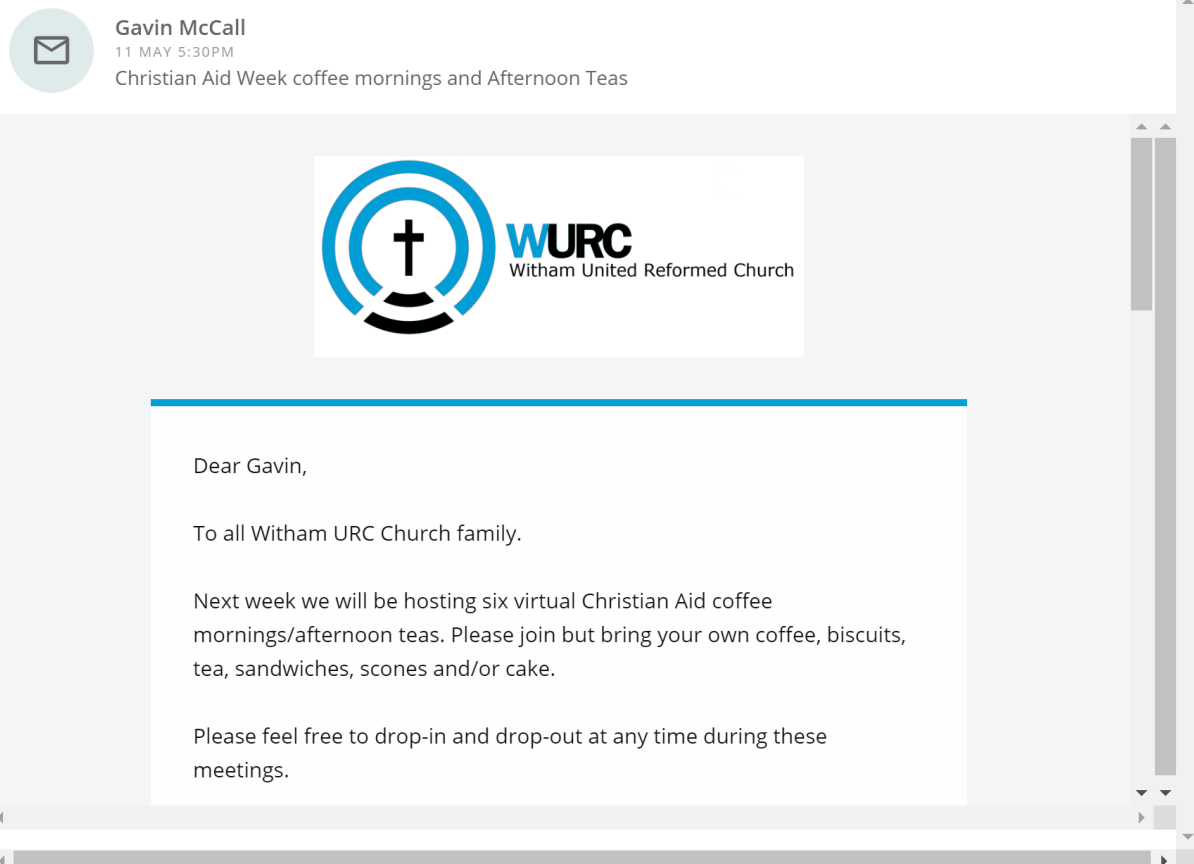 Gavin McCall
11 MAY 5:30PM
Christian Aid Week coffee mornings and Afternoon Teas
WURC
Witham United Reformed Church
Dear Gavin,
To all Witham URC Church family.
Next week we will be hosting six virtual Christian Aid coffee
mornings/afternoon teas. Please join but bring your own coffee, biscuits,
tea, sandwiches, scones and/or cake.
Please feel free to drop-in and drop-out at any time during these
meetings.